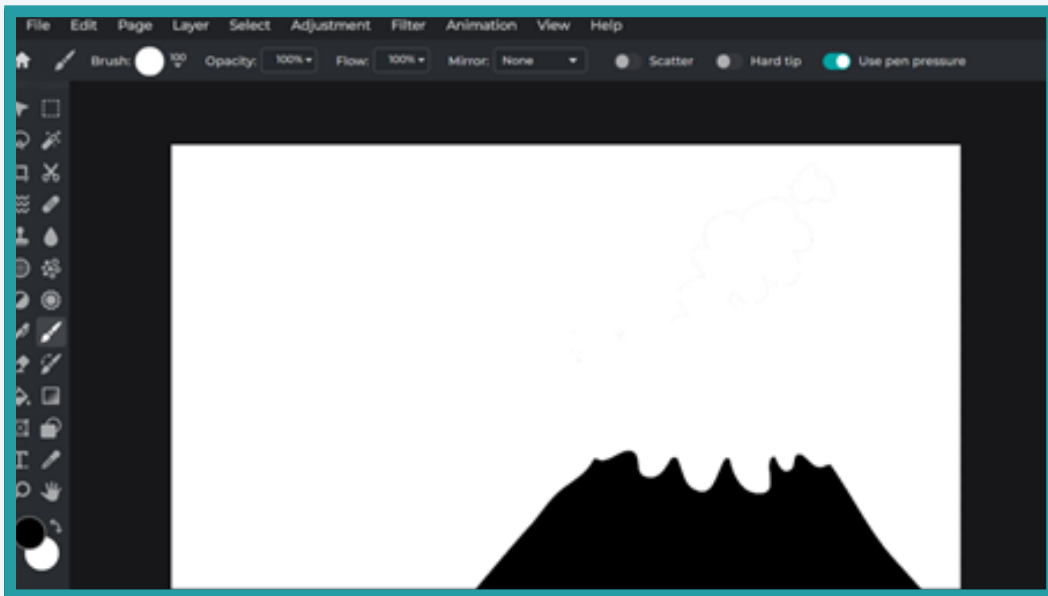 File Edit Page Layer Select Adjustment Filter Animation View Help
Brush: 100 Opacity: 100% Flow: 100% Mirror: None Scatter Hard tip Use pen pressure